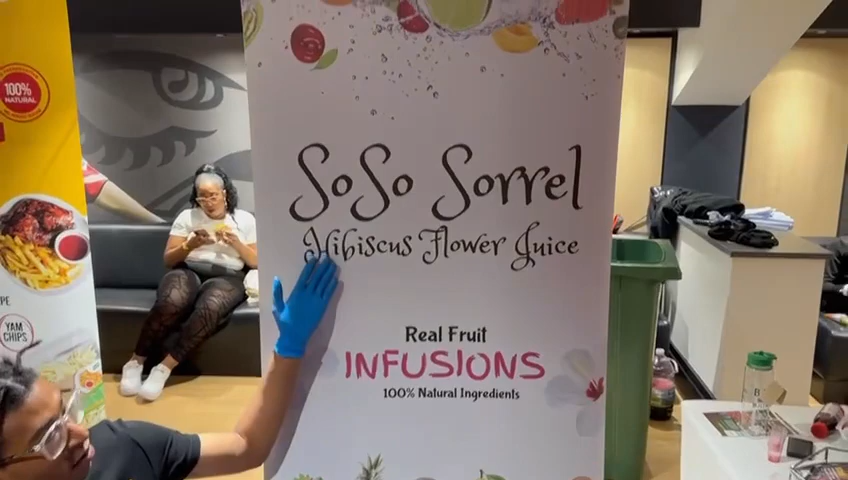 100%
NATURAL
YAM
CHIPS
SoSo Sorrel
Hibiscus Flower Juice
Real Fruit
INFUSIONS
100% Natural Ingredients